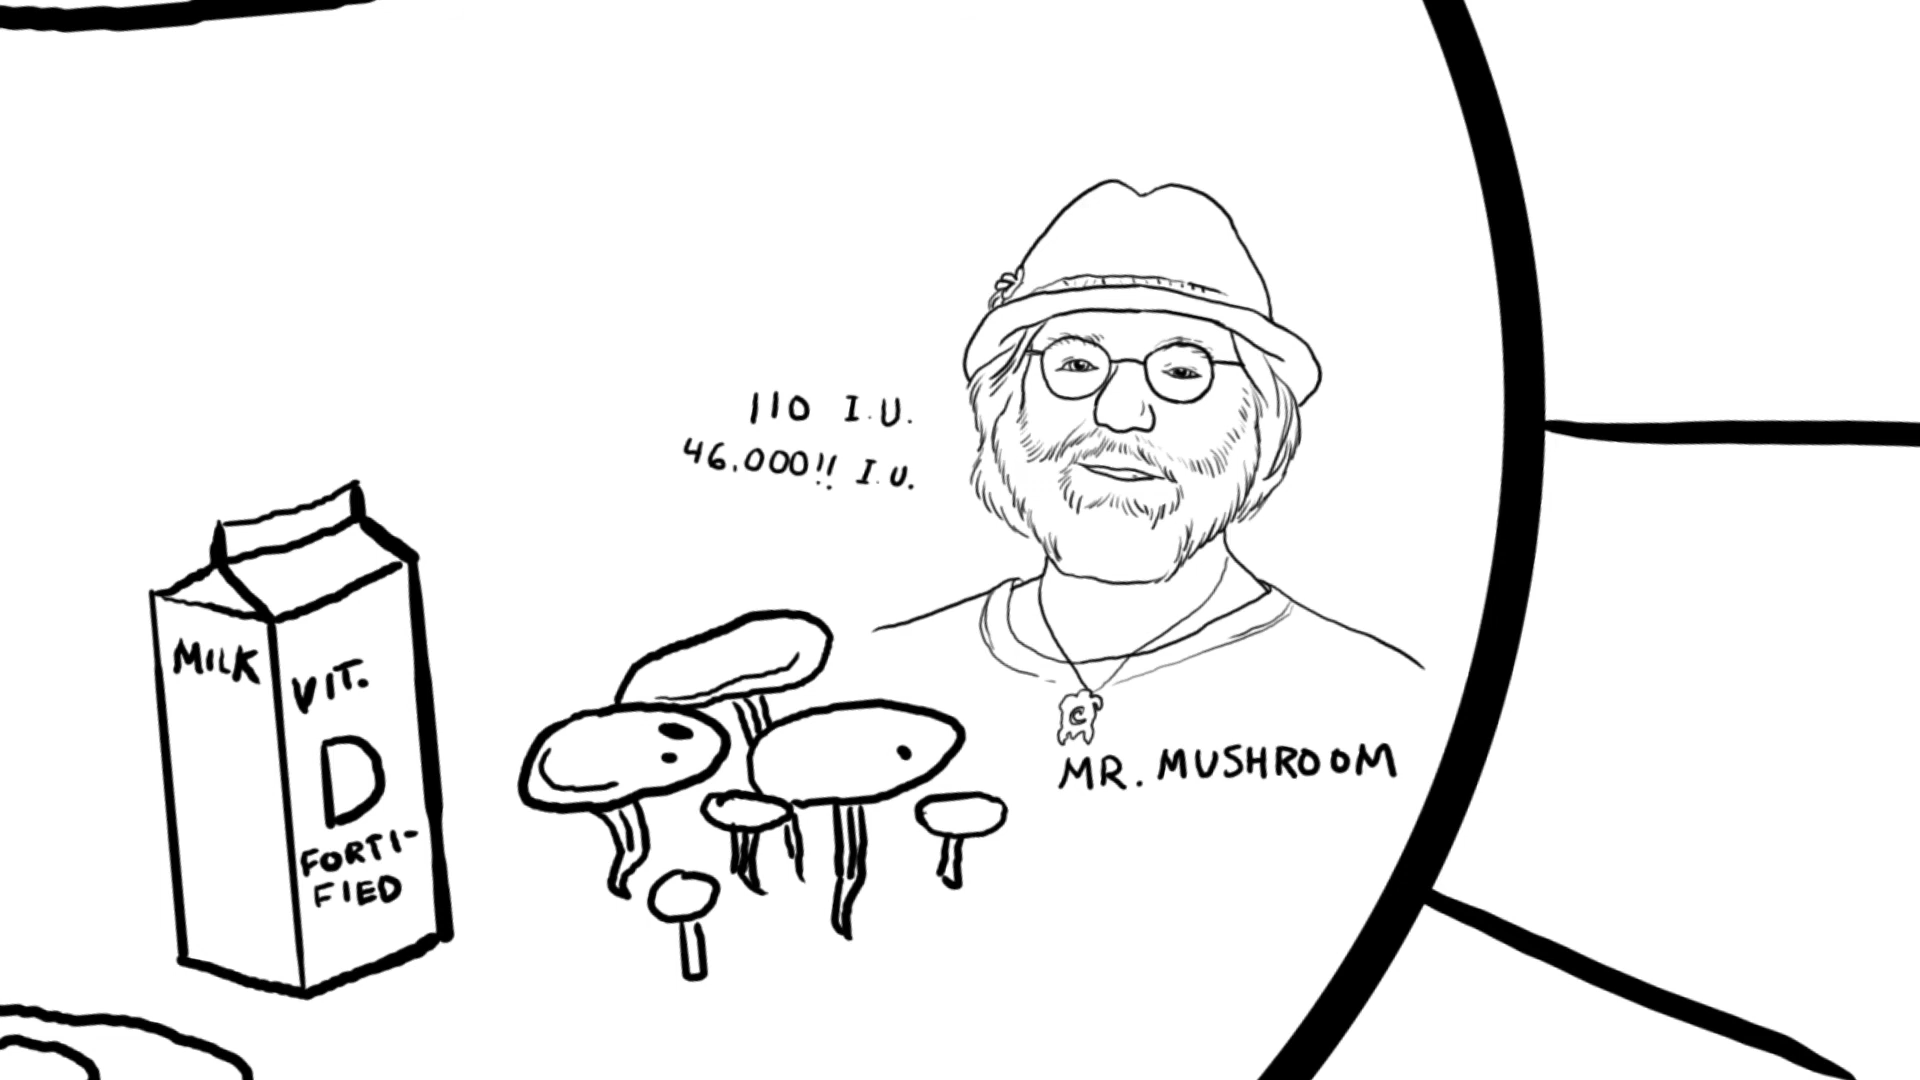 110 I.U.
46,000!! I.U.
MILK
VIT.
D
FORTI-
FIED
C
MR. MUSHROOM